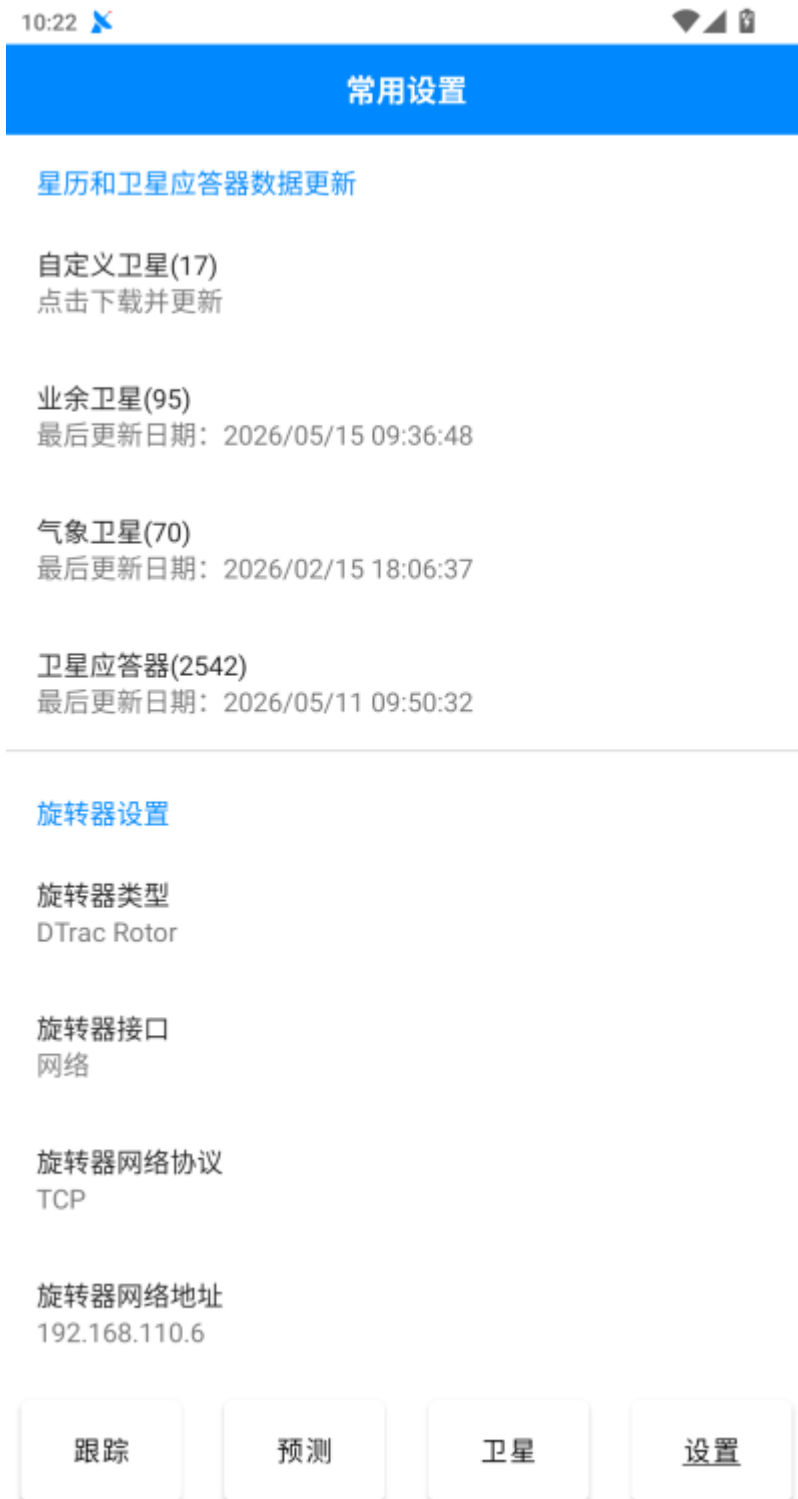 10:22
常用设置
星历和卫星应答器数据更新
自定义卫星(17)
点击下载并更新
业余卫星(95)
最后更新日期：2026/05/15 09:36:48
气象卫星(70)
最后更新日期：2026/02/15 18:06:37
卫星应答器(2542)
最后更新日期：2026/05/11 09:50:32
旋转器设置
旋转器类型
DTrac Rotor
旋转器接口
网络
旋转器网络协议
TCP
旋转器网络地址
192.168.110.6
跟踪 预测 卫星 设置